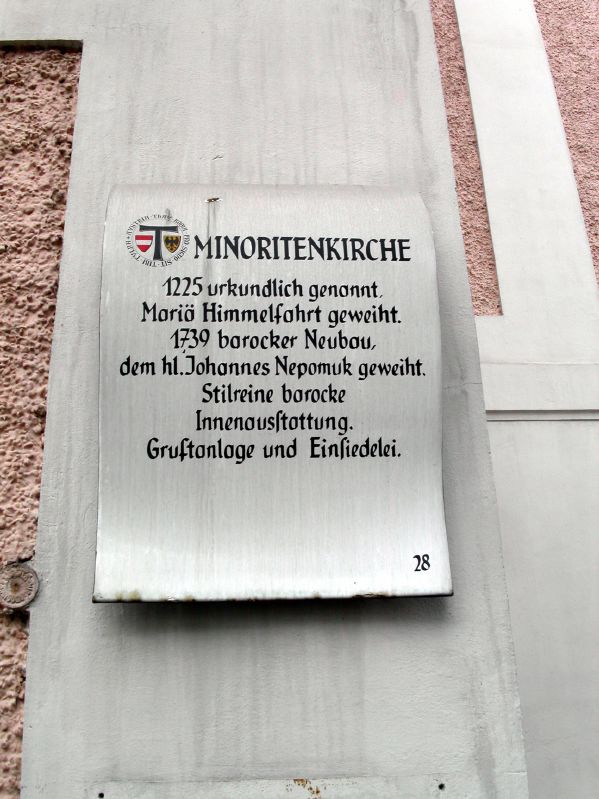 MINORITENKIRCHE
1225 urkundlich genannt,
Mariä Himmelfahrt geweiht.
1739 barocker Neubau,
dem hl. Johannes Nepomuk geweiht.
Stilreine barocke
Innenausſtattung.
Gruftanlage und Einſiedelei.
28